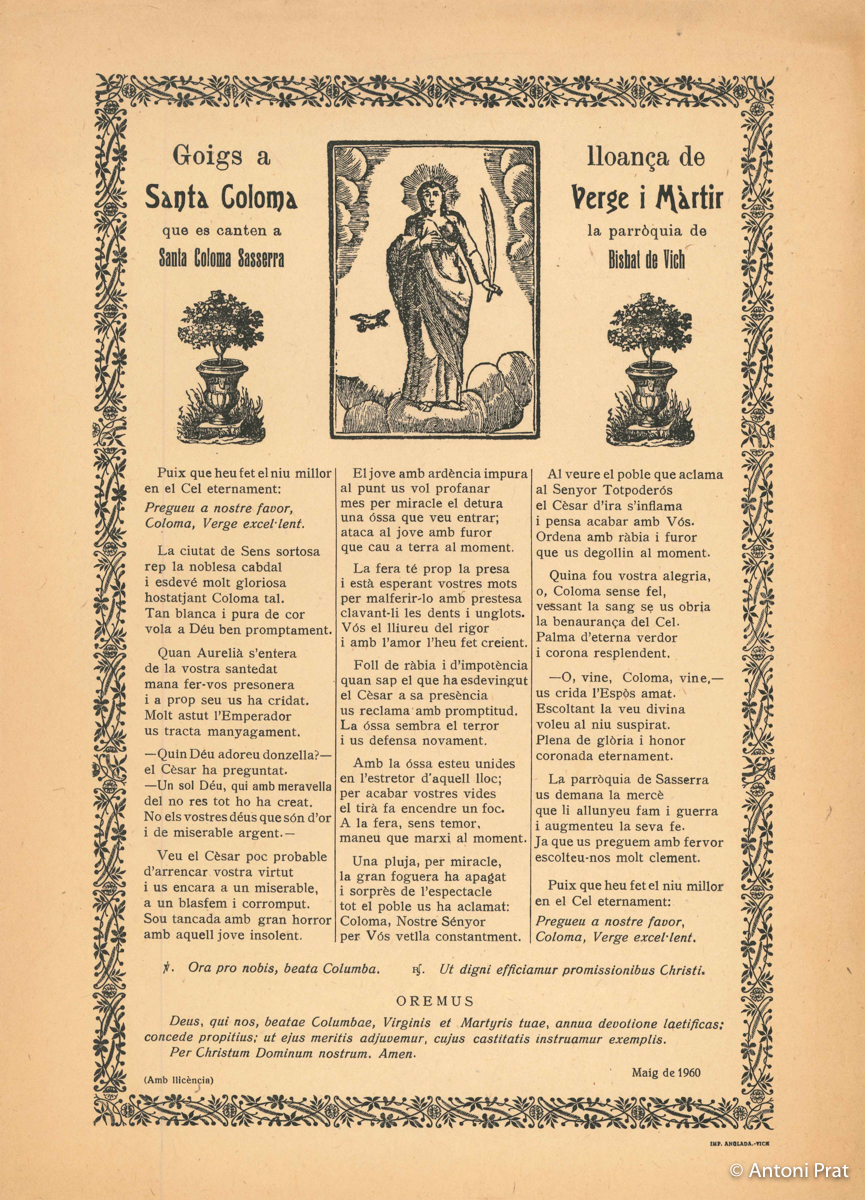 Goigs a lloança de
Santa Coloma Verge i Màrtir
que es canten a la parròquia de
Santa Coloma Sasserra Bisbat de Vich
Puix que heu fet el niu millor
en el Cel eternament:
Pregueu a nostre favor,
Coloma, Verge excel·lent.
La ciutat de Sens sortosa
rep la noblesa cabdal
i esdevé molt gloriosa
hostatjant Coloma tal.
Tan blanca i pura de cor
vola a Déu ben promptament.
Quan Aurelià s'entera
de la vostra santedat
mana fer-vos presonera
i a prop seu us ha cridat.
Molt astut l'Emperador
us tracta manyagament.
—Quin Déu adoreu donzella?—
el Cèsar ha preguntat.
—Un sol Déu, qui amb meravella
del no res tot ho ha creat.
No els vostres déus que són d'or
i de miserable argent.—
Veu el Cèsar poc probable
d'arrencar vostra virtut
i us encara a un miserable,
a un blasfem i corromput.
Sou tancada amb gran horror
amb aquell jove insolent.
El jove amb ardència impura
al punt us vol profanar
mes per miracle el detura
una óssa que veu entrar;
ataca al jove amb furor
que cau a terra al moment.
La fera té prop la presa
i està esperant vostres mots
per malferir-lo amb prestesa
clavant-li les dents i unglots.
Vós el lliureu del rigor
i amb l'amor l'heu fet creient.
Foll de ràbia i d'impotència
quan sap el que ha esdevingut
el Cèsar a sa presència
us reclama amb promptitud.
La óssa sembra el terror
i us defensa novament.
Amb la óssa esteu unides
en l'estretor d'aquell lloc;
per acabar vostres vides
el tirà fa encendre un foc.
A la fera, sens temor,
maneu que marxi al moment.
Una pluja, per miracle,
la gran foguera ha apagat
i sorprès de l'espectacle
tot el poble us ha aclamat:
Coloma, Nostre Sényor
per Vós vetlla constantment.
Al veure el poble que aclama
al Senyor Totpoderós
el Cèsar d'ira s'inflama
i pensa acabar amb Vós.
Ordena amb ràbia i furor
que us degollin al moment.
Quina fou vostra alegria,
o, Coloma sense fel,
vessant la sang se us obria
la benaurança del Cel.
Palma d'eterna verdor
i corona resplendent.
—O, vine, Coloma, vine,—
us crida l'Espòs amat.
Escoltant la veu divina
voleu al niu suspirat.
Plena de glòria i honor
coronada eternament.
La parròquia de Sasserra
us demana la mercè
que li allunyeu fam i guerra
i augmenteu la seva fe.
Ja que us preguem amb fervor
escolteu-nos molt clement.
Puix que heu fet el niu millor
en el Cel eternament:
Pregueu a nostre favor,
Coloma, Verge excel·lent.
℣. Ora pro nobis, beata Columba. ℟. Ut digni efficiamur promissionibus Christi.
OREMUS
Deus, qui nos, beatae Columbae, Virginis et Martyris tuae, annua devotione laetificas;
concede propitius; ut ejus meritis adjuvemur, cujus castitatis instruamur exemplis.
Per Christum Dominum nostrum. Amen.
(Amb llicència) Maig de 1960
IMP. ANGLADA.-VICH
© Antoni Prat